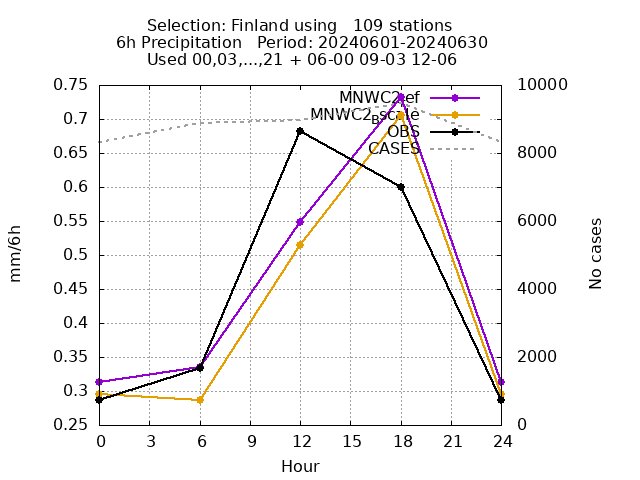 Selection: Finland using 109 stations
6h Precipitation Period: 20240601-20240630
Used 00,03,...,21 + 06-00 09-03 12-06
0.75
0.7
0.65
0.6
0.55
0.5
0.45
0.4
0.35
0.3
0.25
mm/6h
10000
8000
6000
4000
2000
0
No cases
OBS
CASES
0 3 6 9 12 15 18 21 24
Hour